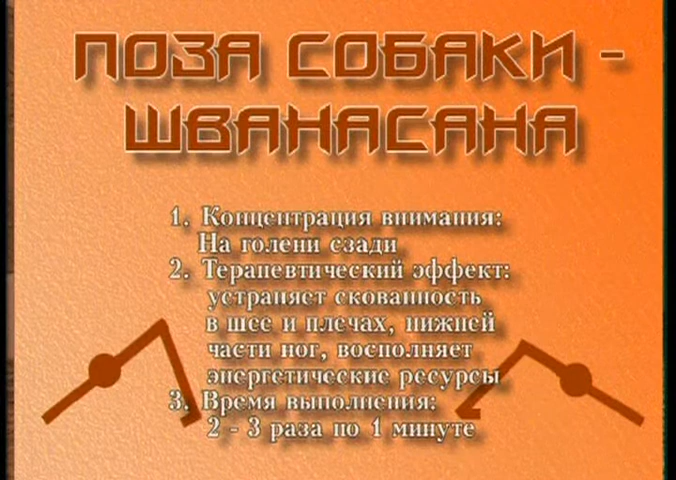 ПОЗА СОБАКИ -
ШВАНАСАНА
1. Концентрация внимания:
На голени сзади
2. Терапевтический эффект:
устраняет скованность
в шее и плечах, нижней
части ног, восполняет
энергетические ресурсы
3. Время выполнения:
2 - 3 раза по 1 минуте